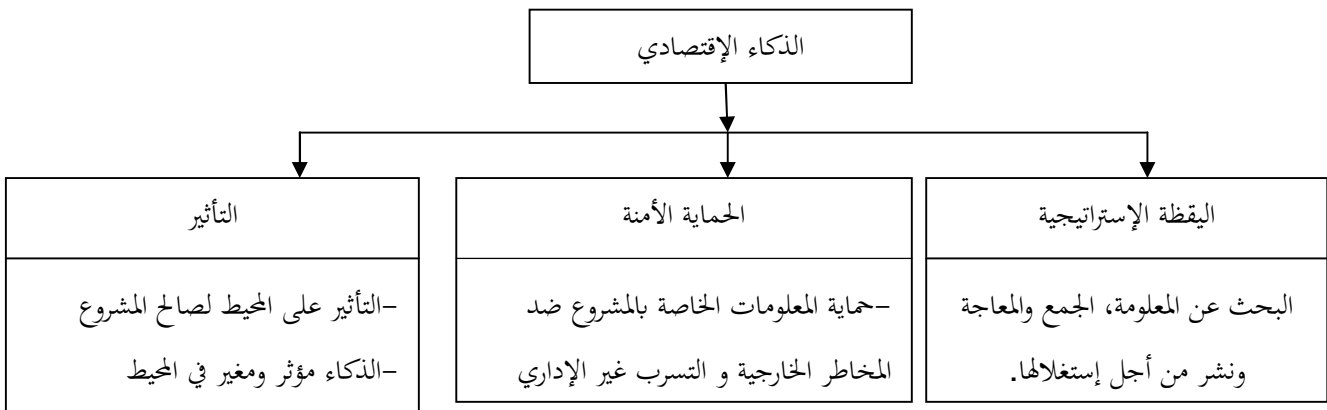 الذكاء الإقتصادي
اليقظة الإستراتيجية
البحث عن المعلومة، الجمع والمعاجة
ونشر من أجل إستغلالها.
الحماية الأمنة
-حماية المعلومات الخاصة بالمشروع ضد
المخاطر الخارجية و التسرب غير الإداري
التأثير
-التأثير على المحيط لصالح المشروع
-الذكاء مؤثر ومغير في المحيط